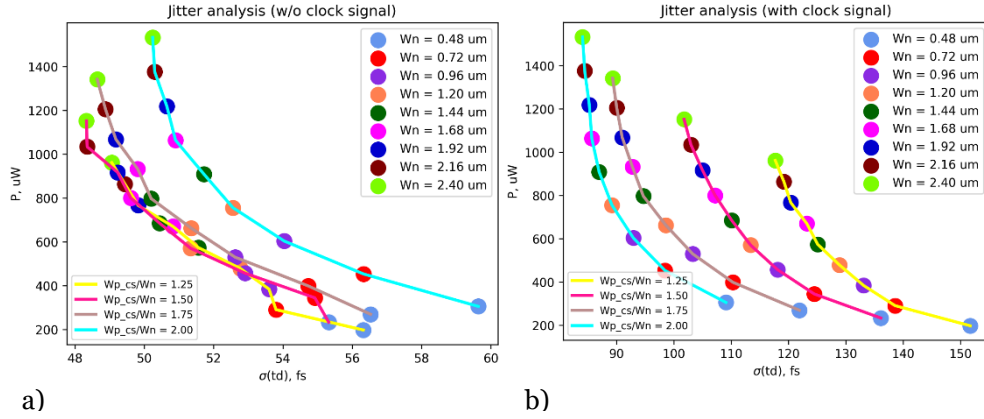 Jitter analysis (w/o clock signal)
P, uW
1400
1200
1000
800
600
400
200
48
50
52
54
56
58
60
σ(td), fs
Wn = 0.48 um
Wn = 0.72 um
Wn = 0.96 um
Wn = 1.20 um
Wn = 1.44 um
Wn = 1.68 um
Wn = 1.92 um
Wn = 2.16 um
Wn = 2.40 um
Wp_cs/Wn = 1.25
Wp_cs/Wn = 1.50
Wp_cs/Wn = 1.75
Wp_cs/Wn = 2.00
a)
Jitter analysis (with clock signal)
P, uW
1400
1200
1000
800
600
400
200
90
100
110
120
130
140
150
σ(td), fs
Wn = 0.48 um
Wn = 0.72 um
Wn = 0.96 um
Wn = 1.20 um
Wn = 1.44 um
Wn = 1.68 um
Wn = 1.92 um
Wn = 2.16 um
Wn = 2.40 um
Wp_cs/Wn = 1.25
Wp_cs/Wn = 1.50
Wp_cs/Wn = 1.75
Wp_cs/Wn = 2.00
b)